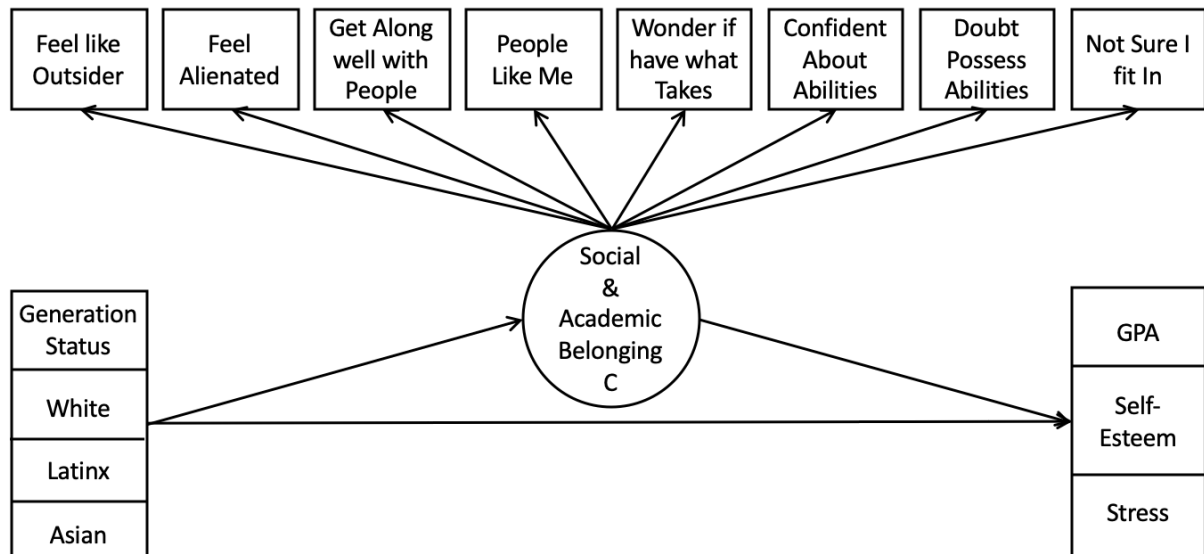 Feel like
Outsider
Feel
Alienated
Get Along
well with
People
People
Like Me
Wonder if
have what
Takes
Confident
About
Abilities
Doubt
Possess
Abilities
Not Sure I
fit In
Social
&
Academic
Belonging
C
Generation
Status
White
Latinx
Asian
GPA
Self-
Esteem
Stress